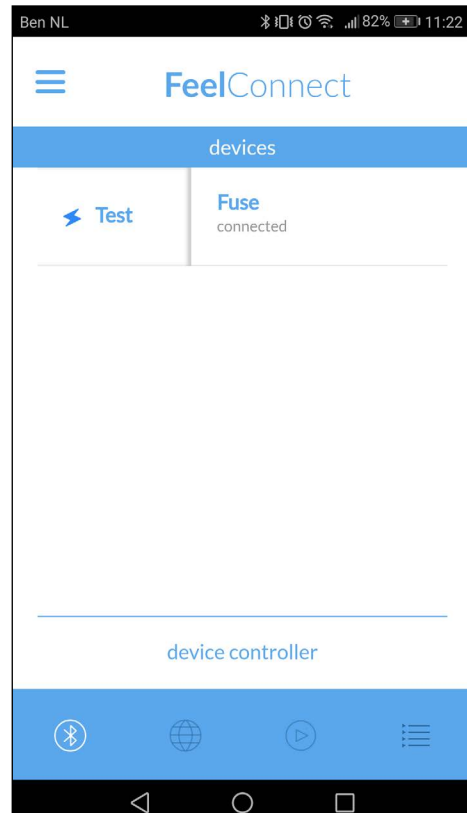 Ben NL 82% 11:22
FeelConnect
devices
Test
Fuse
connected
device controller